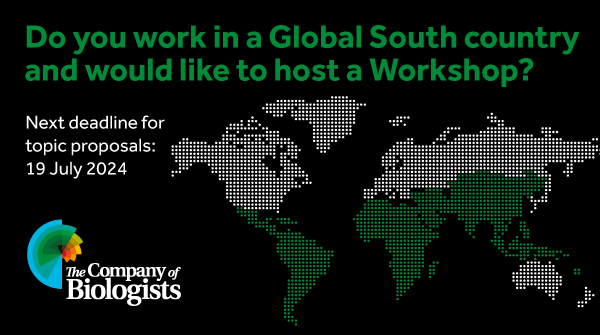 Do you work in a Global South country
and would like to host a Workshop?
Next deadline for
topic proposals:
19 July 2024
The Company of
Biologists